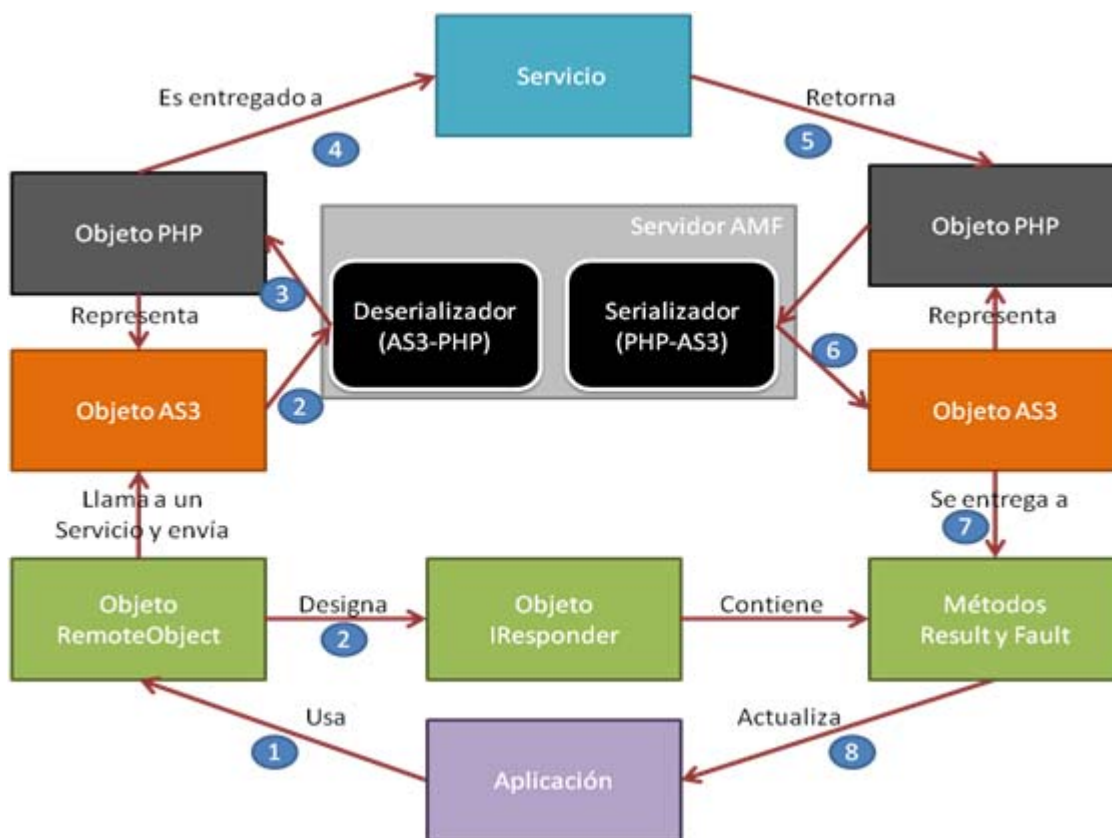 Servicio
Es entregado a
Retorna
4
5
Objeto PHP
Servidor AMF
Objeto PHP
3
Deserializador
(AS3-PHP)
Serializador
(PHP-AS3)
Representa
Representa
6
2
Objeto AS3
Objeto AS3
Llama a un
Servicio y envía
Se entrega a
7
Objeto
RemoteObject
Designa
2
Objeto
IResponder
Contiene
Métodos
Result y Fault
Usa
1
Actualiza
8
Aplicación